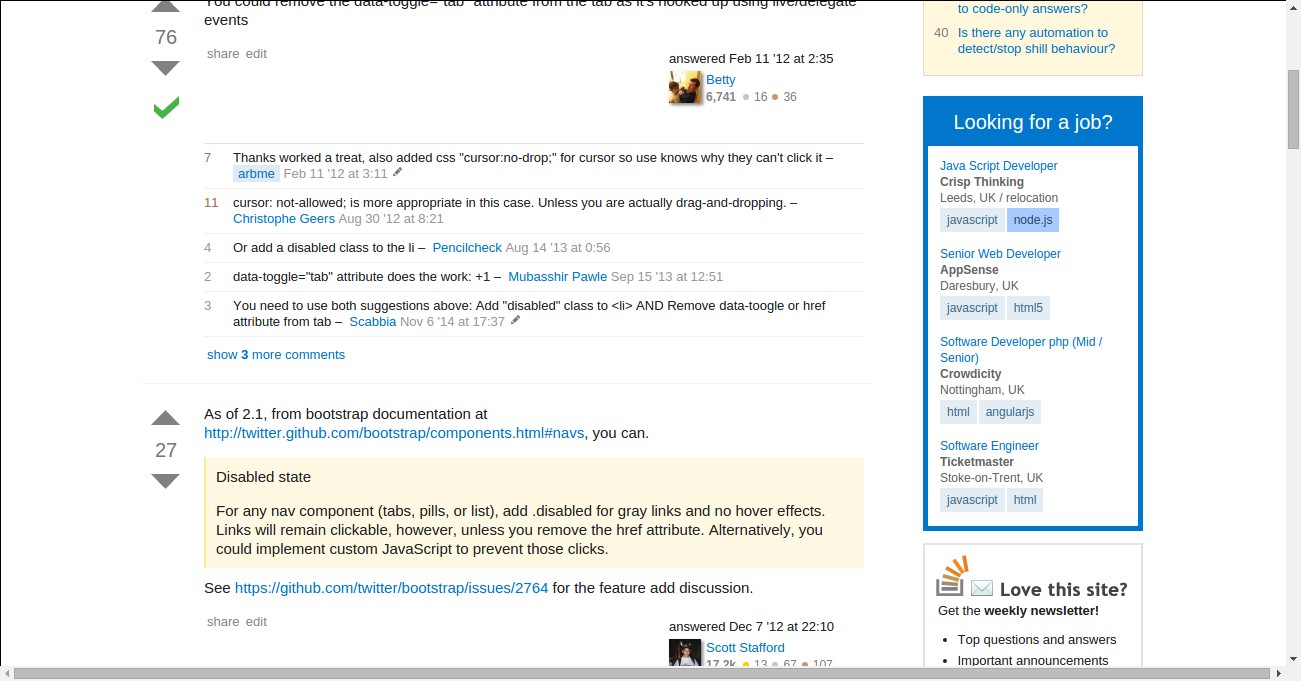 You could remove the data-toggle="tab" attribute from the tab as it's hooked up using live/delegate
events
76
share edit
answered Feb 11 '12 at 2:35
Betty
6,741 16 36
7 Thanks worked a treat, also added css "cursor:no-drop;" for cursor so use knows why they can't click it –
arbme Feb 11 '12 at 3:11
11 cursor: not-allowed; is more appropriate in this case. Unless you are actually drag-and-dropping. –
Christophe Geers Aug 30 '12 at 8:21
4 Or add a disabled class to the li – Pencilcheck Aug 14 '13 at 0:56
2 data-toggle="tab" attribute does the work: +1 – Mubasshir Pawle Sep 15 '13 at 12:51
3 You need to use both suggestions above: Add "disabled" class to <li> AND Remove data-toogle or href
attribute from tab – Scabbia Nov 6 '14 at 17:37
show 3 more comments
27
As of 2.1, from bootstrap documentation at
http://twitter.github.com/bootstrap/components.html#navs, you can.
Disabled state
For any nav component (tabs, pills, or list), add .disabled for gray links and no hover effects.
Links will remain clickable, however, unless you remove the href attribute. Alternatively, you
could implement custom JavaScript to prevent those clicks.
See https://github.com/twitter/bootstrap/issues/2764 for the feature add discussion.
share edit
answered Dec 7 '12 at 22:10
Scott Stafford
17.2k 13 67 107
to code-only answers?
40 Is there any automation to
detect/stop shill behaviour?
Looking for a job?
Java Script Developer
Crisp Thinking
Leeds, UK / relocation
javascript node.js
Senior Web Developer
AppSense
Daresbury, UK
javascript html5
Software Developer php (Mid /
Senior)
Crowdicity
Nottingham, UK
html angularjs
Software Engineer
Ticketmaster
Stoke-on-Trent, UK
javascript html
Love this site?
Get the weekly newsletter!
• Top questions and answers
• Important announcements